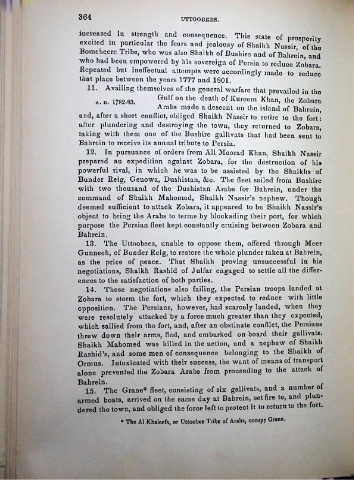 364 UTTOOBEES.
increased in strength and consequence. This state of prosperity
excited in particular the fears and jealousy of Shaikh Nassir, of the
Bomeheere Tribe, who was also Shaikh of Bushire and of Bahrein, and
who had been empowered by his sovereign of Persia to reduce Zobara.
Repeated but ineffectual attempts were accordingly made to reduce
that place between the years 1777 and 1801.
11. Availing themselves of the general warfare that prevailed in the
Gulf on the death of Kureem Khan, the Zobara
A. D. 1782-83.
Arabs made a descent on the island of Bahrein,
and, after a short conflict, obliged Shaikh Nassir to retire to the fort:
after plundering and destroying the town, they returned to Zobara,
taking with them one of the Bushire gallivats that had been sent to
Bahrein to receive its annual tribute to Persia.
12. In pursuance of orders from Ali Morad Khan, Shaikh Nassir
prepared an expedition against Zobara, for the destruction of his
powerful rival, in which he was to be assisted by the Shaikhs of
Bunder Reig, Genowa, Dushistan, &c. The fleet sailed from Bushire
with two thousand of the Dushistan Arabs for Bahrein, under the
command of Shaikh Mahomed, Shaikh Nassir's nephew. Though
deemed sufficient to attack Zobara, it appeared to be Shaikh Nassir's
object to bring the Arabs to terms by blockading their port, for which
purpose the Persian fleet kept constantly cruising between Zobara and
Bahrein.
13. The Uttoobees, unable to oppose them, offered through Meer
Gunnech, of Bunder Reig, to restore the whole plunder taken at Bahrein,
as the price of peace. That Shaikh proving unsuccessful in his
negotiations, Shaikh Rashid of Julfar engaged to settle all the differ-
ences to the satisfaction of both parties.
14. These negotiations also failing, the Persian troops landed at
Zobara to storm the fort, which they expected to reduce with little
opposition. The Persians, however, had scarcely landed, when they
were resolutely attacked by a force much greater than they expected,
which sallied from the fort, and, after an obstinate conflict, the Persians
threw down their arms, fled, and embarked on board their gallivats.
Shaikh Mahomed was killed in the action, and a nephew of Shaikh
Rashid's, and some men of consequence belonging to the Shaikh of
Ormus. Intoxicated with their success, the want of means of transport
alone prevented the Zobara Arabs from proceeding to the attack of
Bahrein.
15. The Grane* fleet, consisting of six gallivats, and a number of
armed boats, arrived on the same day at Bahrein, set fire to, and plun-
dered the town, and obliged the force left to protect it to return to the fort.
* The Al Khaleefa, or Uttoobee Tribe of Arabs, occupy Grane.